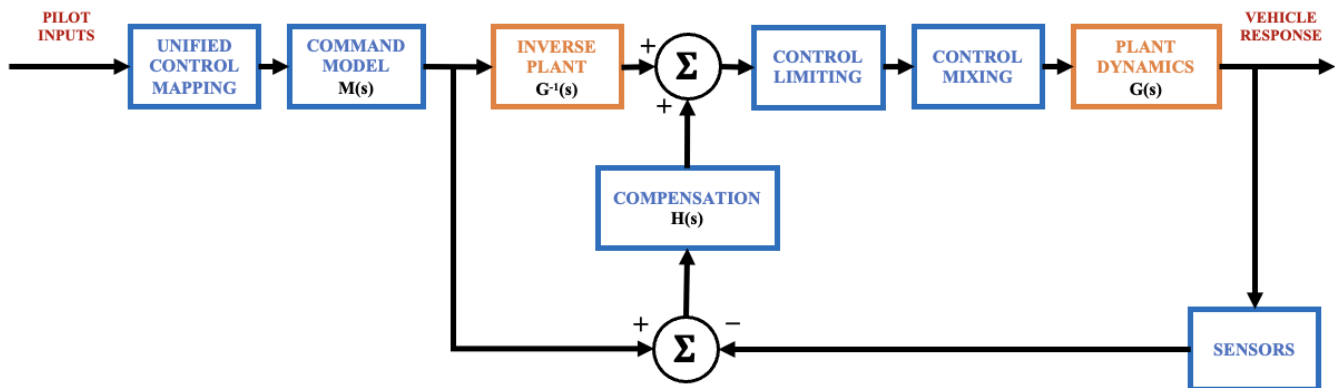 PILOT
INPUTS
UNIFIED
CONTROL
MAPPING
COMMAND
MODEL
M(s)
INVERSE
PLANT
G⁻¹(s)
+
Σ
+
CONTROL
LIMITING
CONTROL
MIXING
PLANT
DYNAMICS
G(s)
VEHICLE
RESPONSE
COMPENSATION
H(s)
+
Σ
−
SENSORS